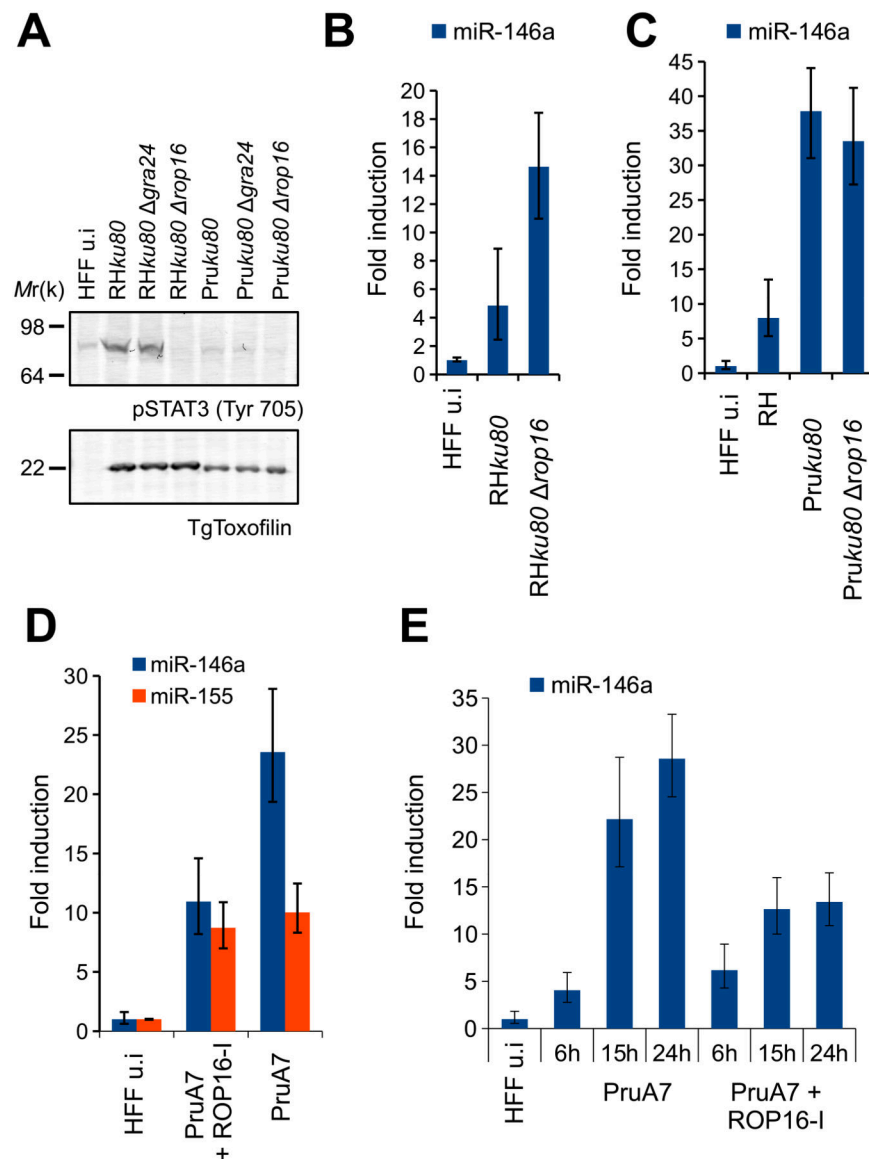 A
HFF u.i
RHku80
RHku80 Δgra24
RHku80 Δrop16
Pruku80
Pruku80 Δgra24
Pruku80 Δrop16
Mr(k)
98
64
pSTAT3 (Tyr 705)
22
TgToxofilin
B
miR-146a
Fold induction
20
18
16
14
12
10
8
6
4
2
0
HFF u.i
RHku80
RHku80 Δrop16
C
miR-146a
Fold induction
45
40
35
30
25
20
15
10
5
0
HFF u.i
RH
Pruku80
Pruku80 Δrop16
D
miR-146a
miR-155
Fold induction
30
25
20
15
10
5
0
HFF u.i
PruA7
+ ROP16-I
PruA7
E
miR-146a
Fold induction
35
30
25
20
15
10
5
0
HFF u.i
6h 15h 24h 6h 15h 24h
PruA7 PruA7 +
ROP16-I